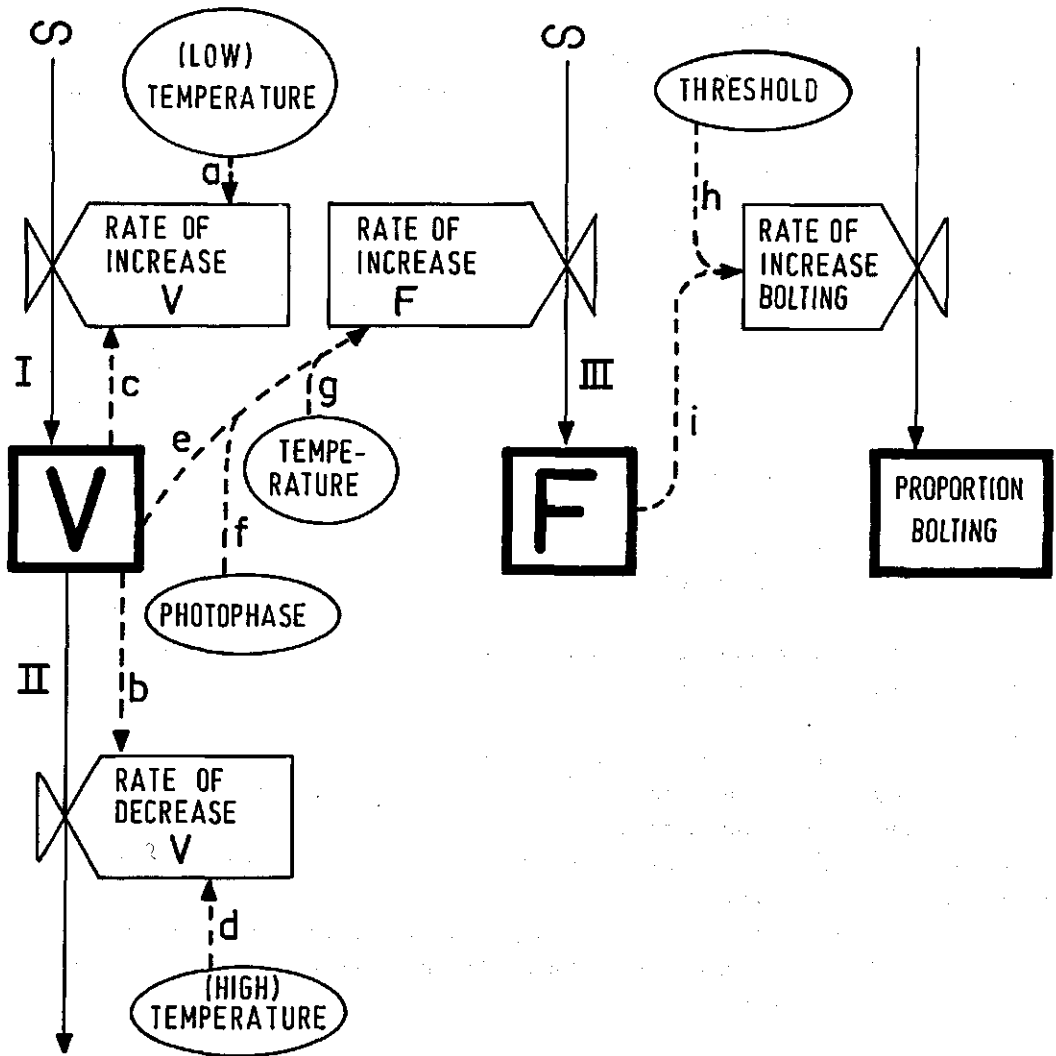 S
(LOW)
TEMPERATURE
a
RATE OF
INCREASE
V
I
c
V
e
f
PHOTOPHASE
g
TEMPE-
RATURE
RATE OF
INCREASE
F
S
III
F
THRESHOLD
h
i
RATE OF
INCREASE
BOLTING
PROPORTION
BOLTING
II
b
RATE OF
DECREASE
V
d
(HIGH)
TEMPERATURE